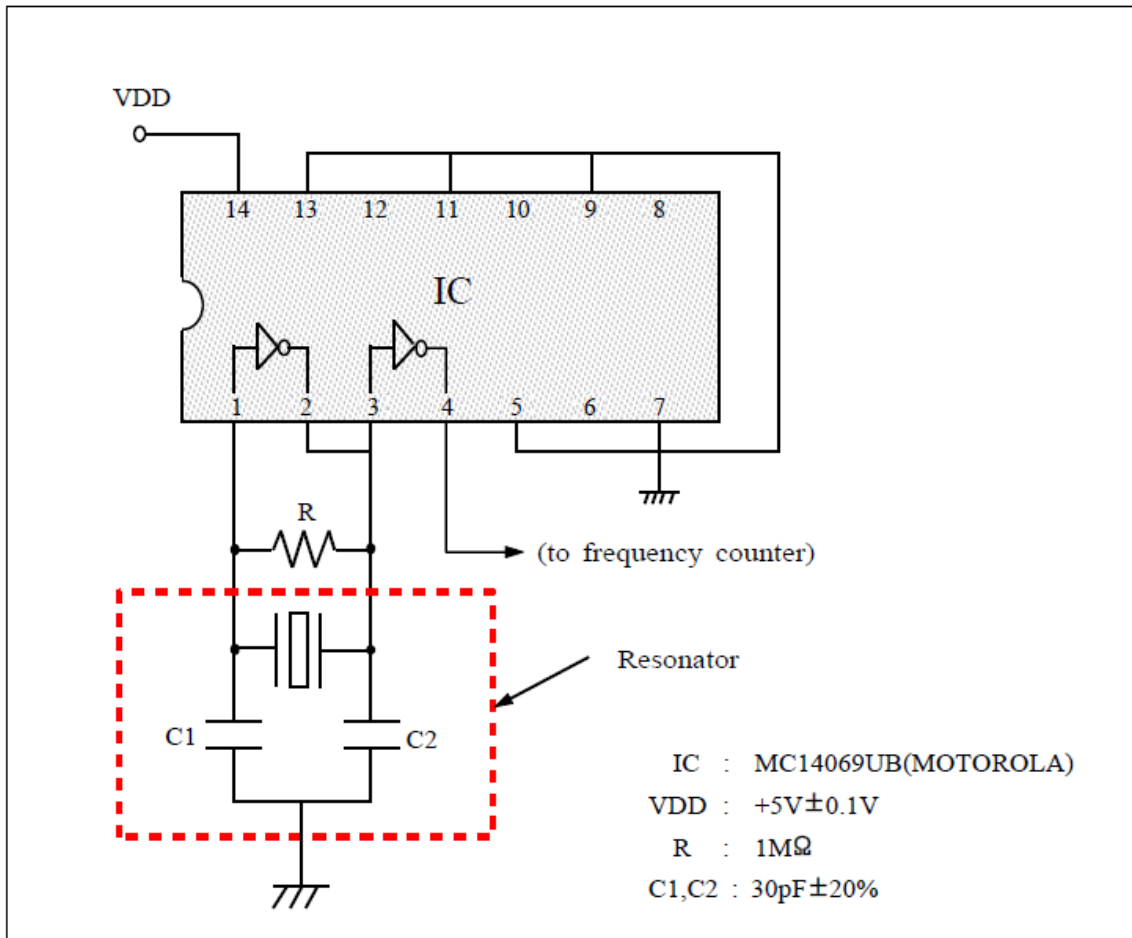 VDD
14 13 12 11 10 9 8
IC
1 2 3 4 5 6 7
R
(to frequency counter)
Resonator
C1
C2
IC : MC14069UB(MOTOROLA)
VDD : +5V±0.1V
R : 1MΩ
C1,C2 : 30pF±20%